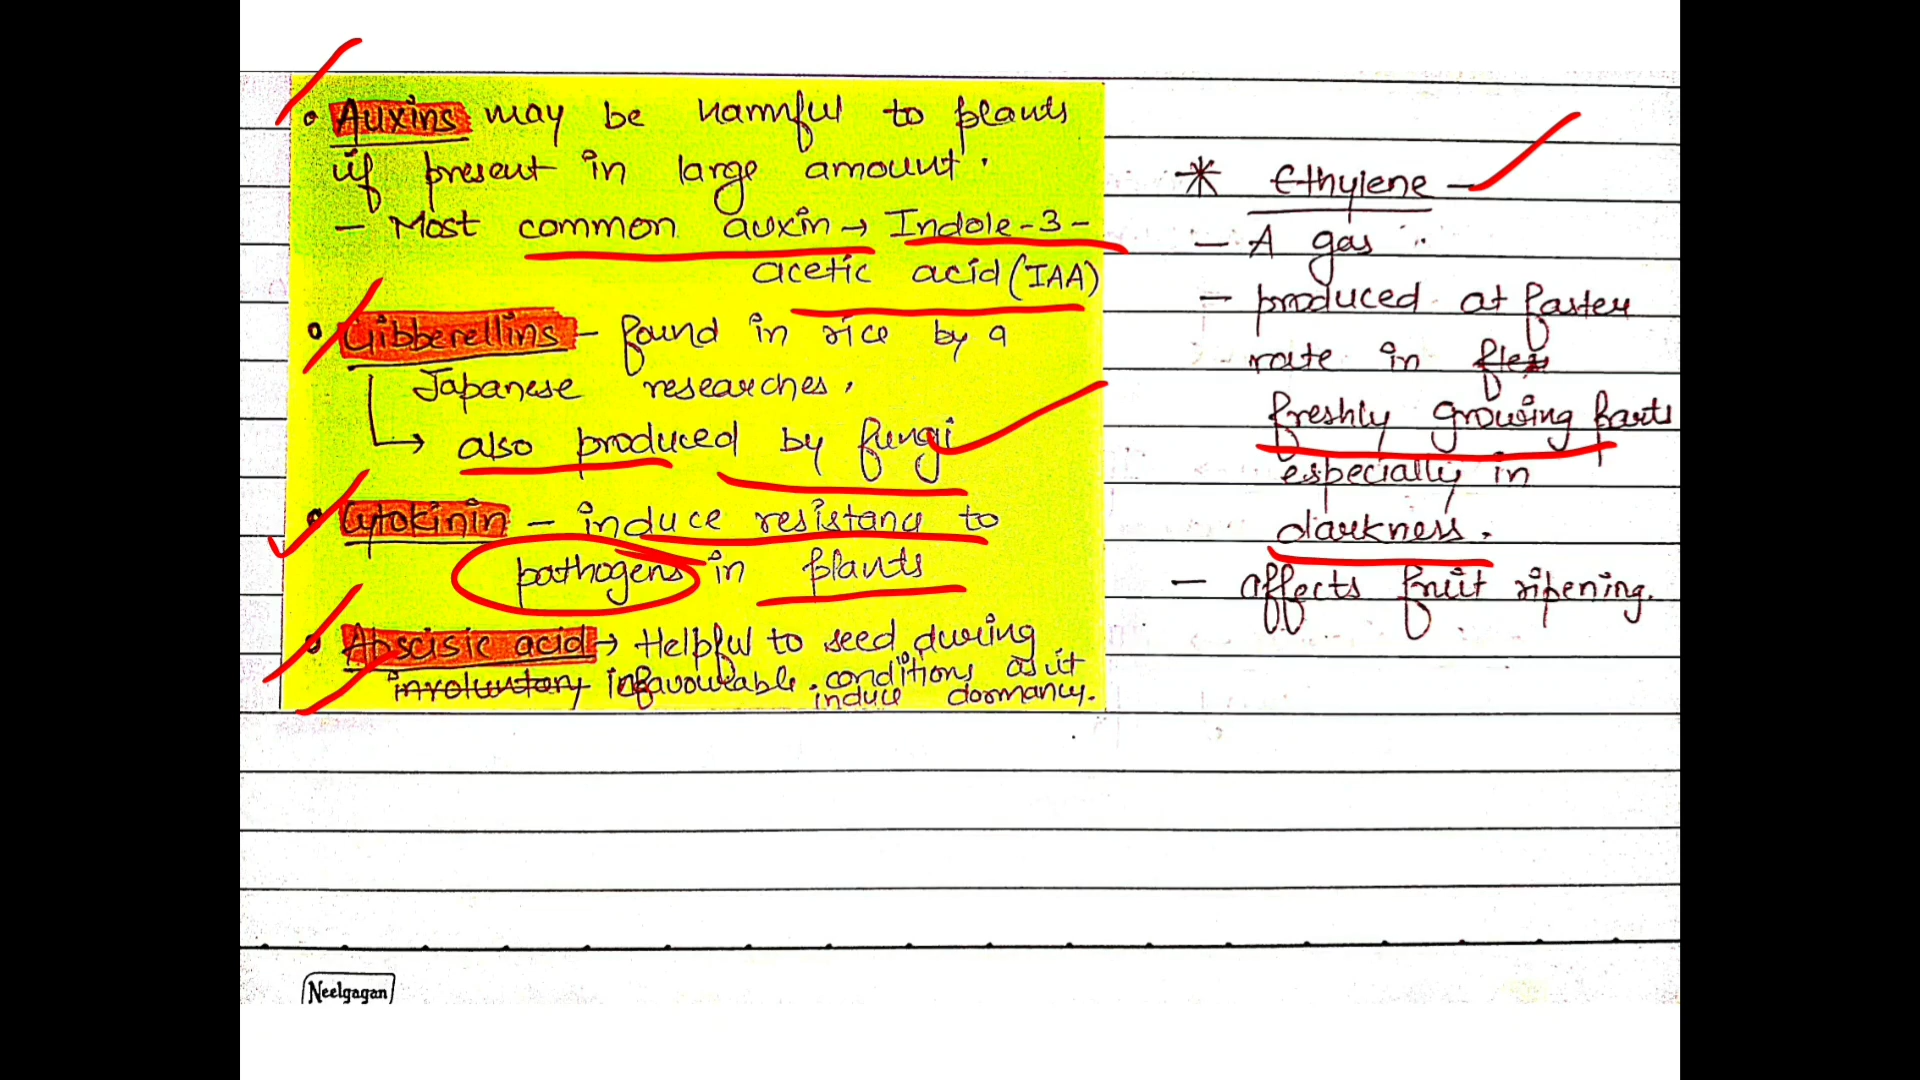 • Auxins may be harmful to plants
if present in large amount.
- Most common auxin → Indole-3-
acetic acid (IAA)
• Gibberellins - found in rice by a
Japanese researches.
→ also produced by fungi
• Cytokinin - induce resistancy to
pathogens in plants
• Abscisic acid → Helpful to seed during
involuntary infavourable conditions as it
induce dormancy.
* Ethylene -
- A gas
- produced at faster
rate in
freshly growing parts
especially in
darkness.
- affects fruit ripening.
Neelgagan